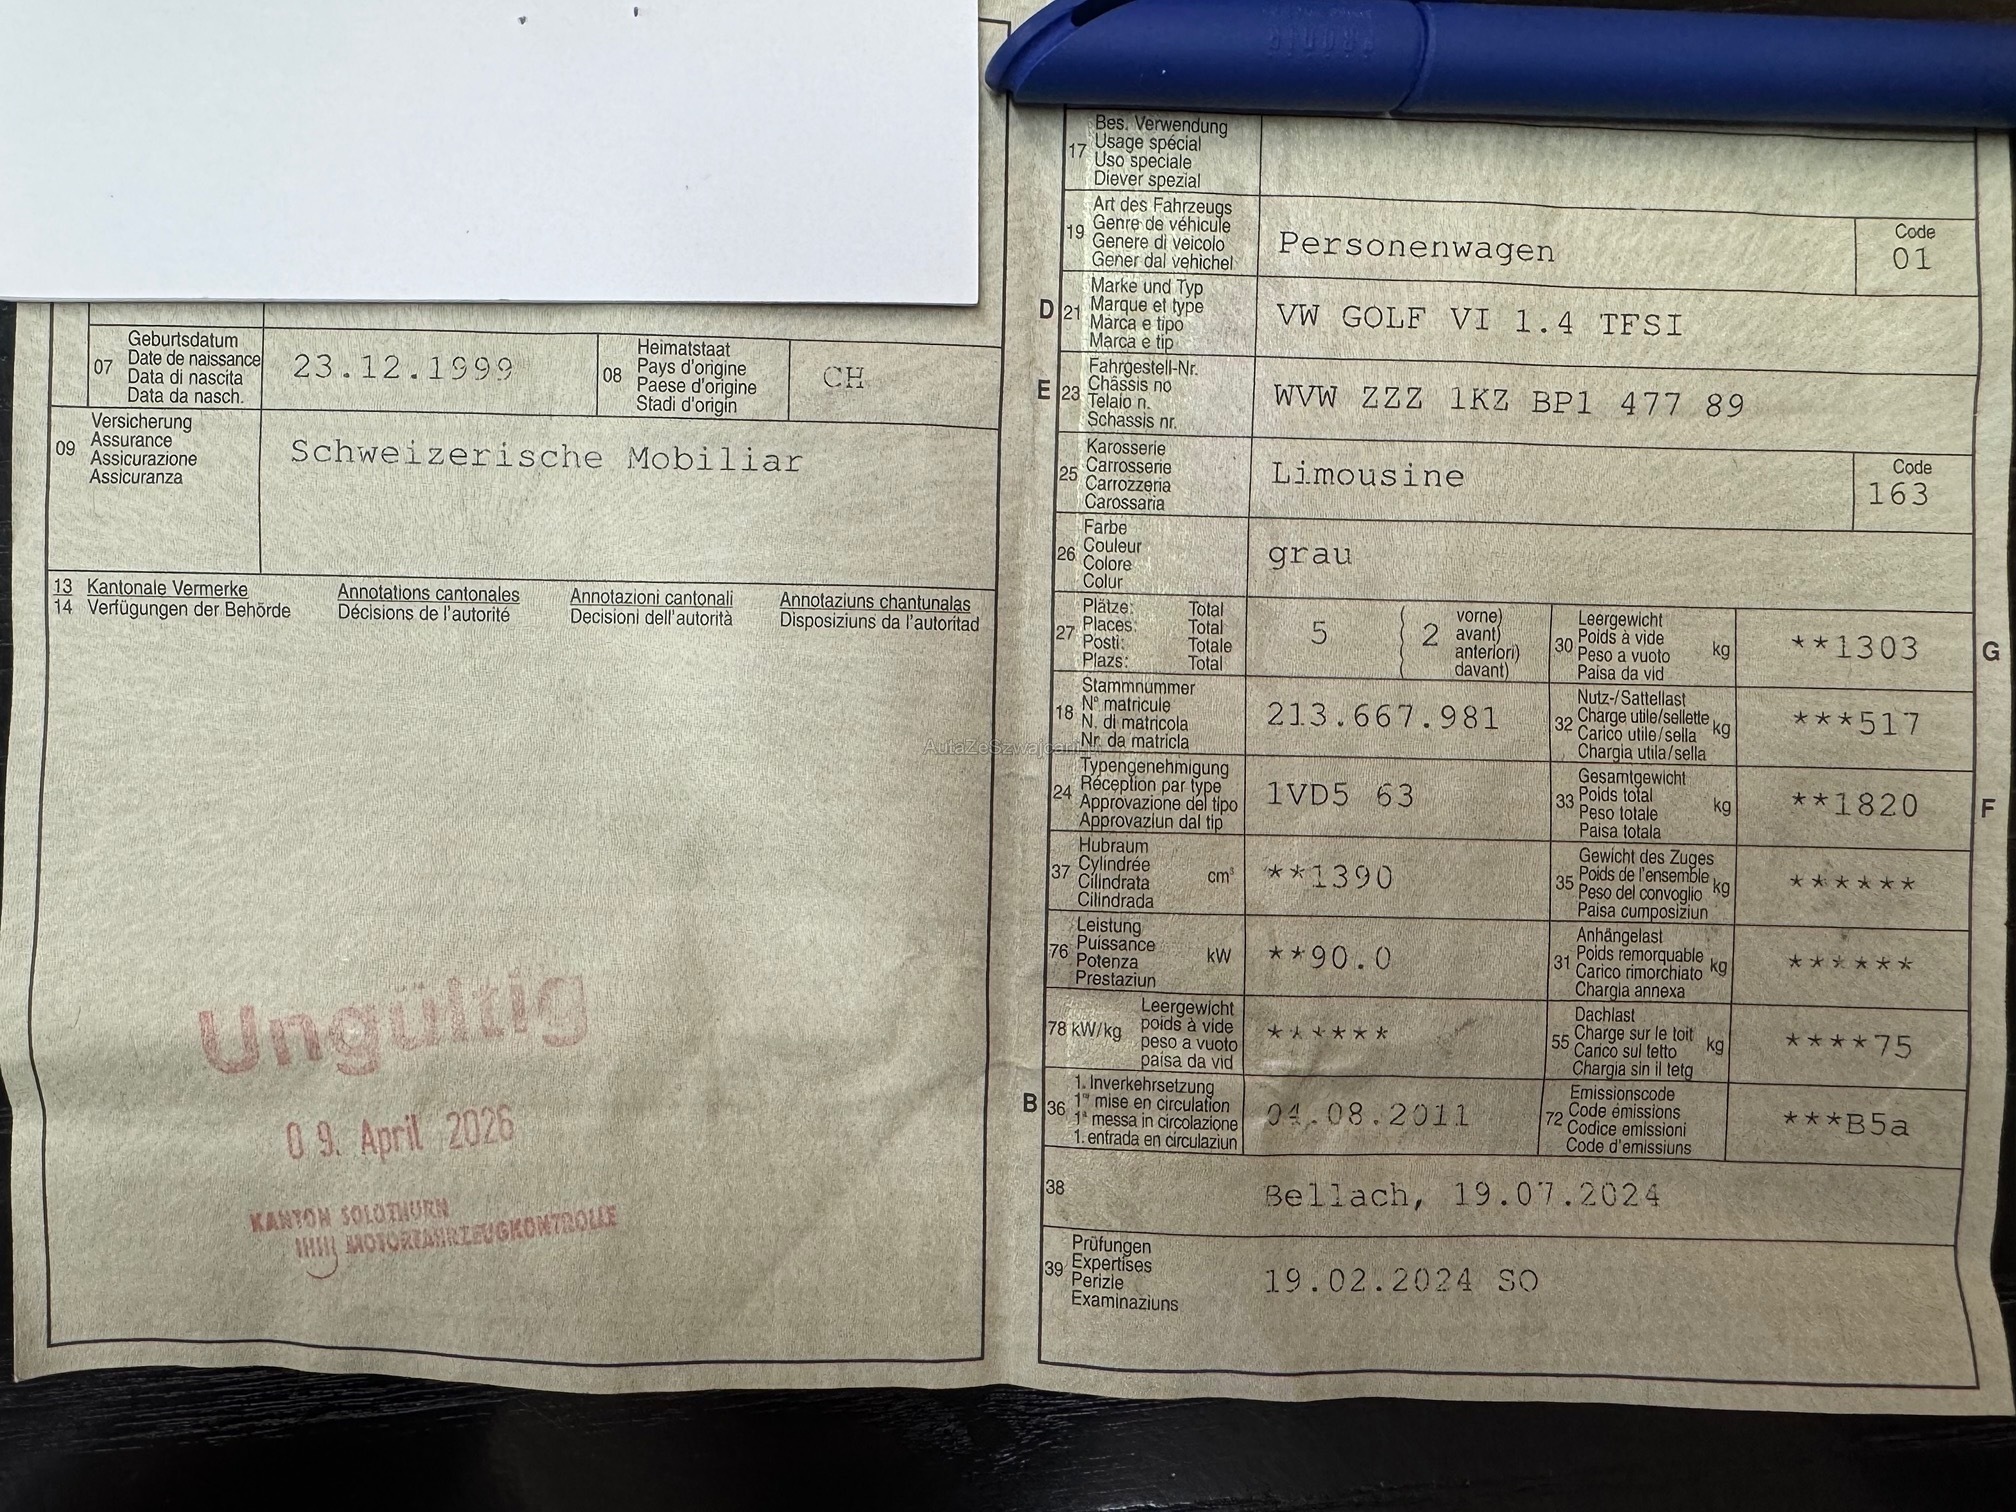 07
Geburtsdatum
Date de naissance
Data di nascita
Data da nasch.
23.12.1999
08
Heimatstaat
Pays d'origine
Paese d'origine
Stadi d'origin
CH
09
Versicherung
Assurance
Assicurazione
Assicuranza
Schweizerische Mobiliar
13 Kantonale Vermerke Annotations cantonales Annotazioni cantonali Annotaziuns chantunalas
14 Verfügungen der Behörde Décisions de l'autorité Decisioni dell'autorità Disposiziuns da l'autoritad
Ungültig
09. April 2026
KANTON SOLOTHURN
MOTORFAHRZEUGKONTROLLE
17
Bes. Verwendung
Usage spécial
Uso speciale
Diever spezial
19
Art des Fahrzeugs
Genre de véhicule
Genere di veicolo
Gener dal vehichel
Personenwagen
Code
01
D
21
Marke und Typ
Marque et type
Marca e tipo
Marca e tip
VW GOLF VI 1.4 TFSI
E
23
Fahrgestell-Nr.
Châssis no
Telaio n.
Schassis nr.
WVW ZZZ 1KZ BP1 477 89
25
Karosserie
Carrosserie
Carrozzeria
Carossaria
Limousine
Code
163
26
Farbe
Couleur
Colore
Colur
grau
27
Plätze: Total
Places: Total
Posti: Totale
Plazs: Total
5
( 2 vorne)
( avant)
( anteriori)
( davant)
30
Leergewicht
Poids à vide
Peso a vuoto
Paisa da vid
kg
**1303
G
18
Stammnummer
N° matricule
N. di matricola
Nr. da matricla
213.667.981
32
Nutz-/Sattellast
Charge utile/sellette
Carico utile/sella
Chargia utila/sella
kg
***517
24
Typengenehmigung
Réception par type
Approvazione del tipo
Approvaziun dal tip
1VD5 63
33
Gesamtgewicht
Poids total
Peso totale
Paisa totala
kg
**1820
F
37
Hubraum
Cylindrée
Cilindrata
Cilindrada
cm³
**1390
35
Gewicht des Zuges
Poids de l'ensemble
Peso del convoglio
Paisa cumposiziun
kg
******
76
Leistung
Puissance
Potenza
Prestaziun
kW
**90.0
31
Anhängelast
Poids remorquable
Carico rimorchiato
Chargia annexa
kg
******
78 kW/kg
Leergewicht
poids à vide
peso a vuoto
paisa da vid
******
55
Dachlast
Charge sur le toit
Carico sul tetto
Chargia sin il tetg
kg
****75
B
36
1. Inverkehrsetzung
1re mise en circulation
1a messa in circolazione
1. entrada en circulaziun
04.08.2011
72
Emissionscode
Code émissions
Codice emissioni
Code d'emissiuns
***B5a
38
Bellach, 19.07.2024
39
Prüfungen
Expertises
Perizie
Examinaziuns
19.02.2024 SO